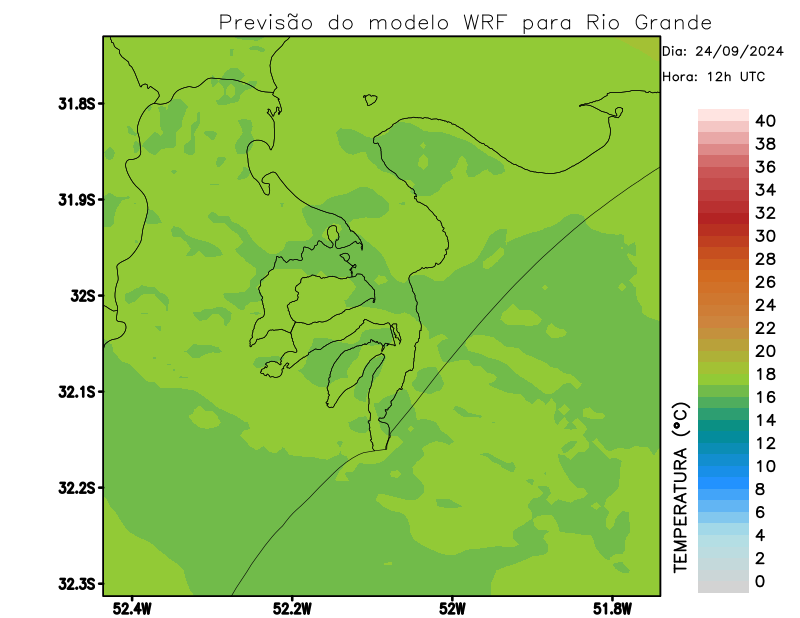 Previsão do modelo WRF para Rio Grande
Dia: 24/09/2024
Hora: 12h UTC
31.8S
31.9S
32S
32.1S
32.2S
32.3S
52.4W
52.2W
52W
51.8W
TEMPERATURA (°C)
40
38
36
34
32
30
28
26
24
22
20
18
16
14
12
10
8
6
4
2
0